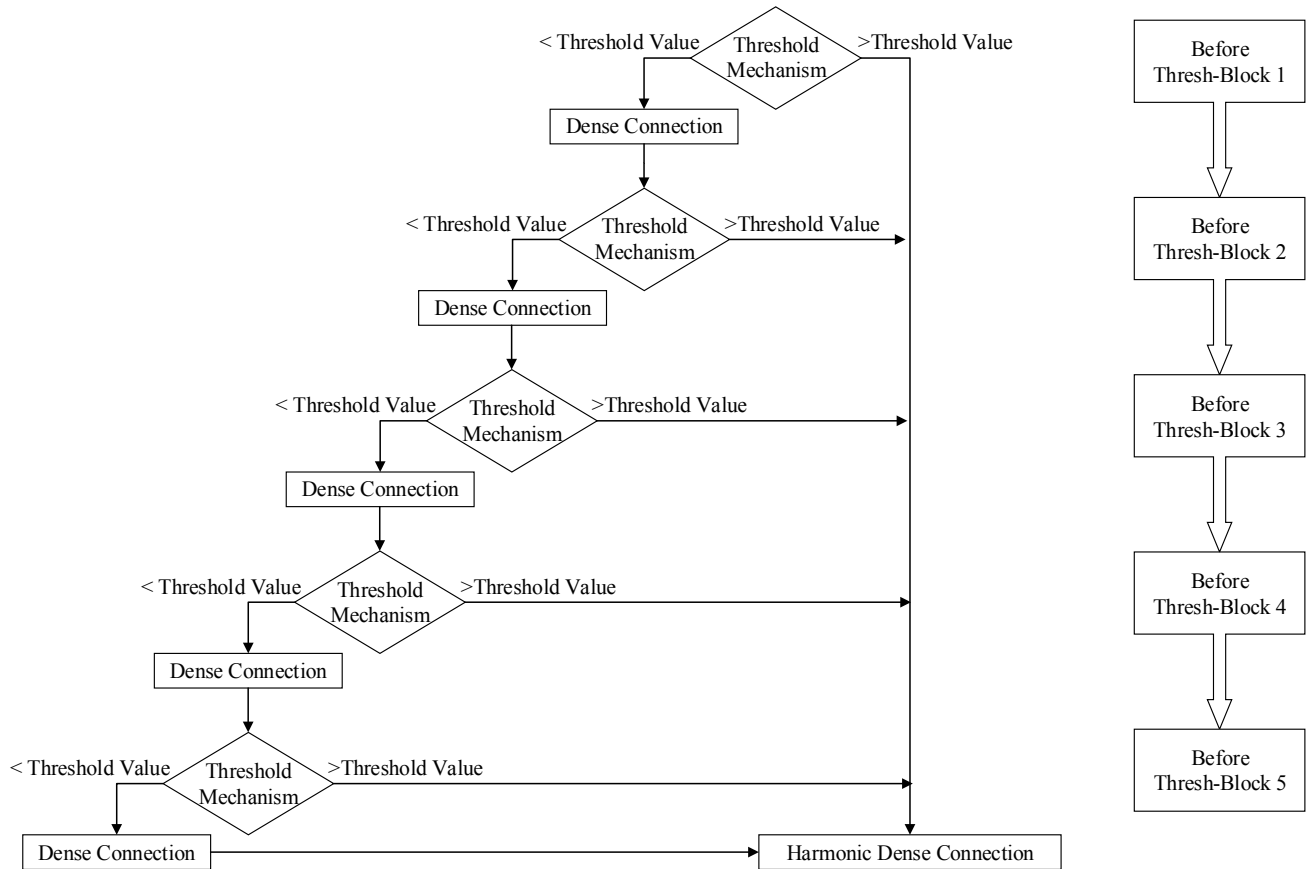 < Threshold Value
Threshold
Mechanism
>Threshold Value
Before
Thresh-Block 1
Dense Connection
< Threshold Value
Threshold
Mechanism
>Threshold Value
Before
Thresh-Block 2
Dense Connection
< Threshold Value
Threshold
Mechanism
>Threshold Value
Before
Thresh-Block 3
Dense Connection
< Threshold Value
Threshold
Mechanism
>Threshold Value
Before
Thresh-Block 4
Dense Connection
< Threshold Value
Threshold
Mechanism
>Threshold Value
Before
Thresh-Block 5
Dense Connection
Harmonic Dense Connection